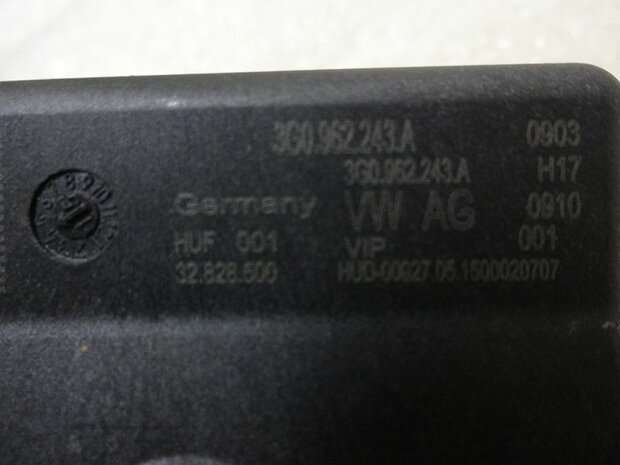 3G0.962.243.A 0903
3G0.962.243.A H17
Germany VW AG 0910
HUF 001 VIP 001
32.828.500 HUO-00027 05.1500020707